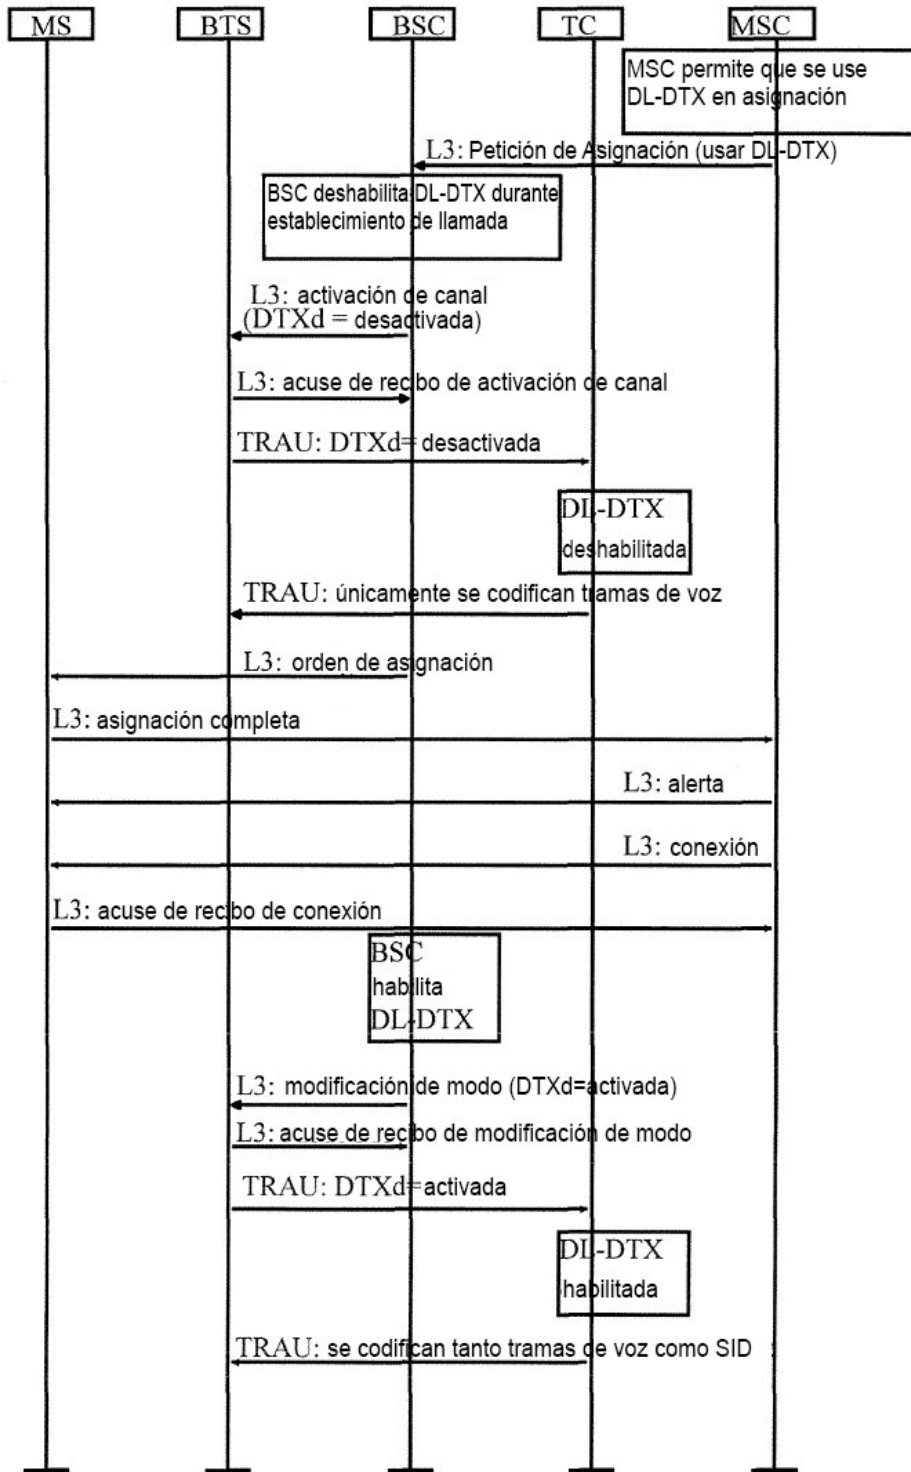 MS BTS BSC TC MSC
MSC permite que se use
DL-DTX en asignación
L3: Petición de Asignación (usar DL-DTX)
BSC deshabilita DL-DTX durante
establecimiento de llamada
L3: activación de canal
(DTXd = desactivada)
L3: acuse de recibo de activación de canal
TRAU: DTXd= desactivada
DL-DTX
deshabilitada
TRAU: únicamente se codifican tramas de voz
L3: orden de asignación
L3: asignación completa
L3: alerta
L3: conexión
L3: acuse de recibo de conexión
BSC
habilita
DL-DTX
L3: modificación de modo (DTXd=activada)
L3: acuse de recibo de modificación de modo
TRAU: DTXd=activada
DL-DTX
habilitada
TRAU: se codifican tanto tramas de voz como SID